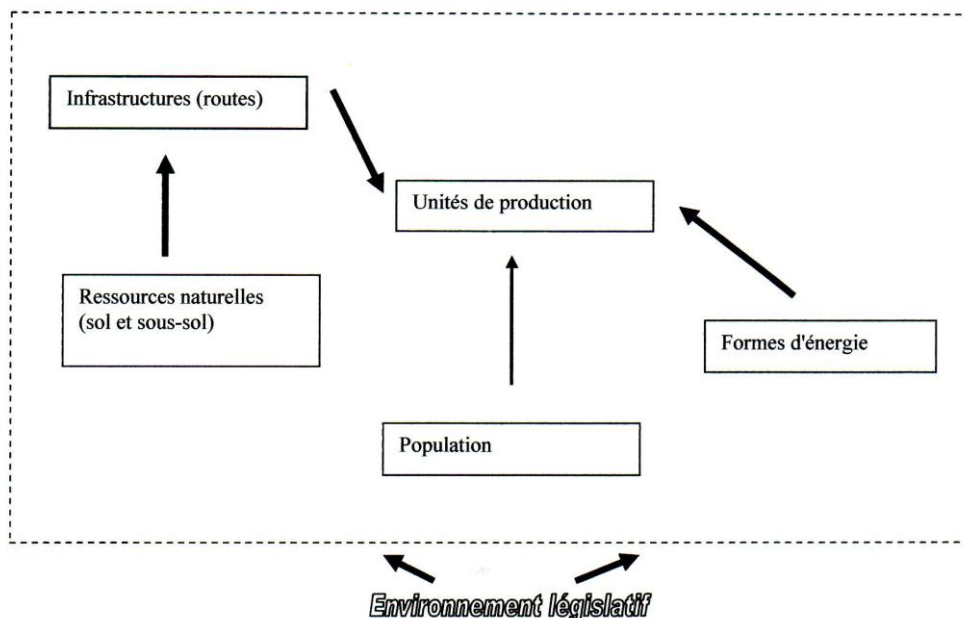 Infrastructures (routes)
Unités de production
Ressources naturelles
(sol et sous-sol)
Formes d'énergie
Population
Environnement législatif